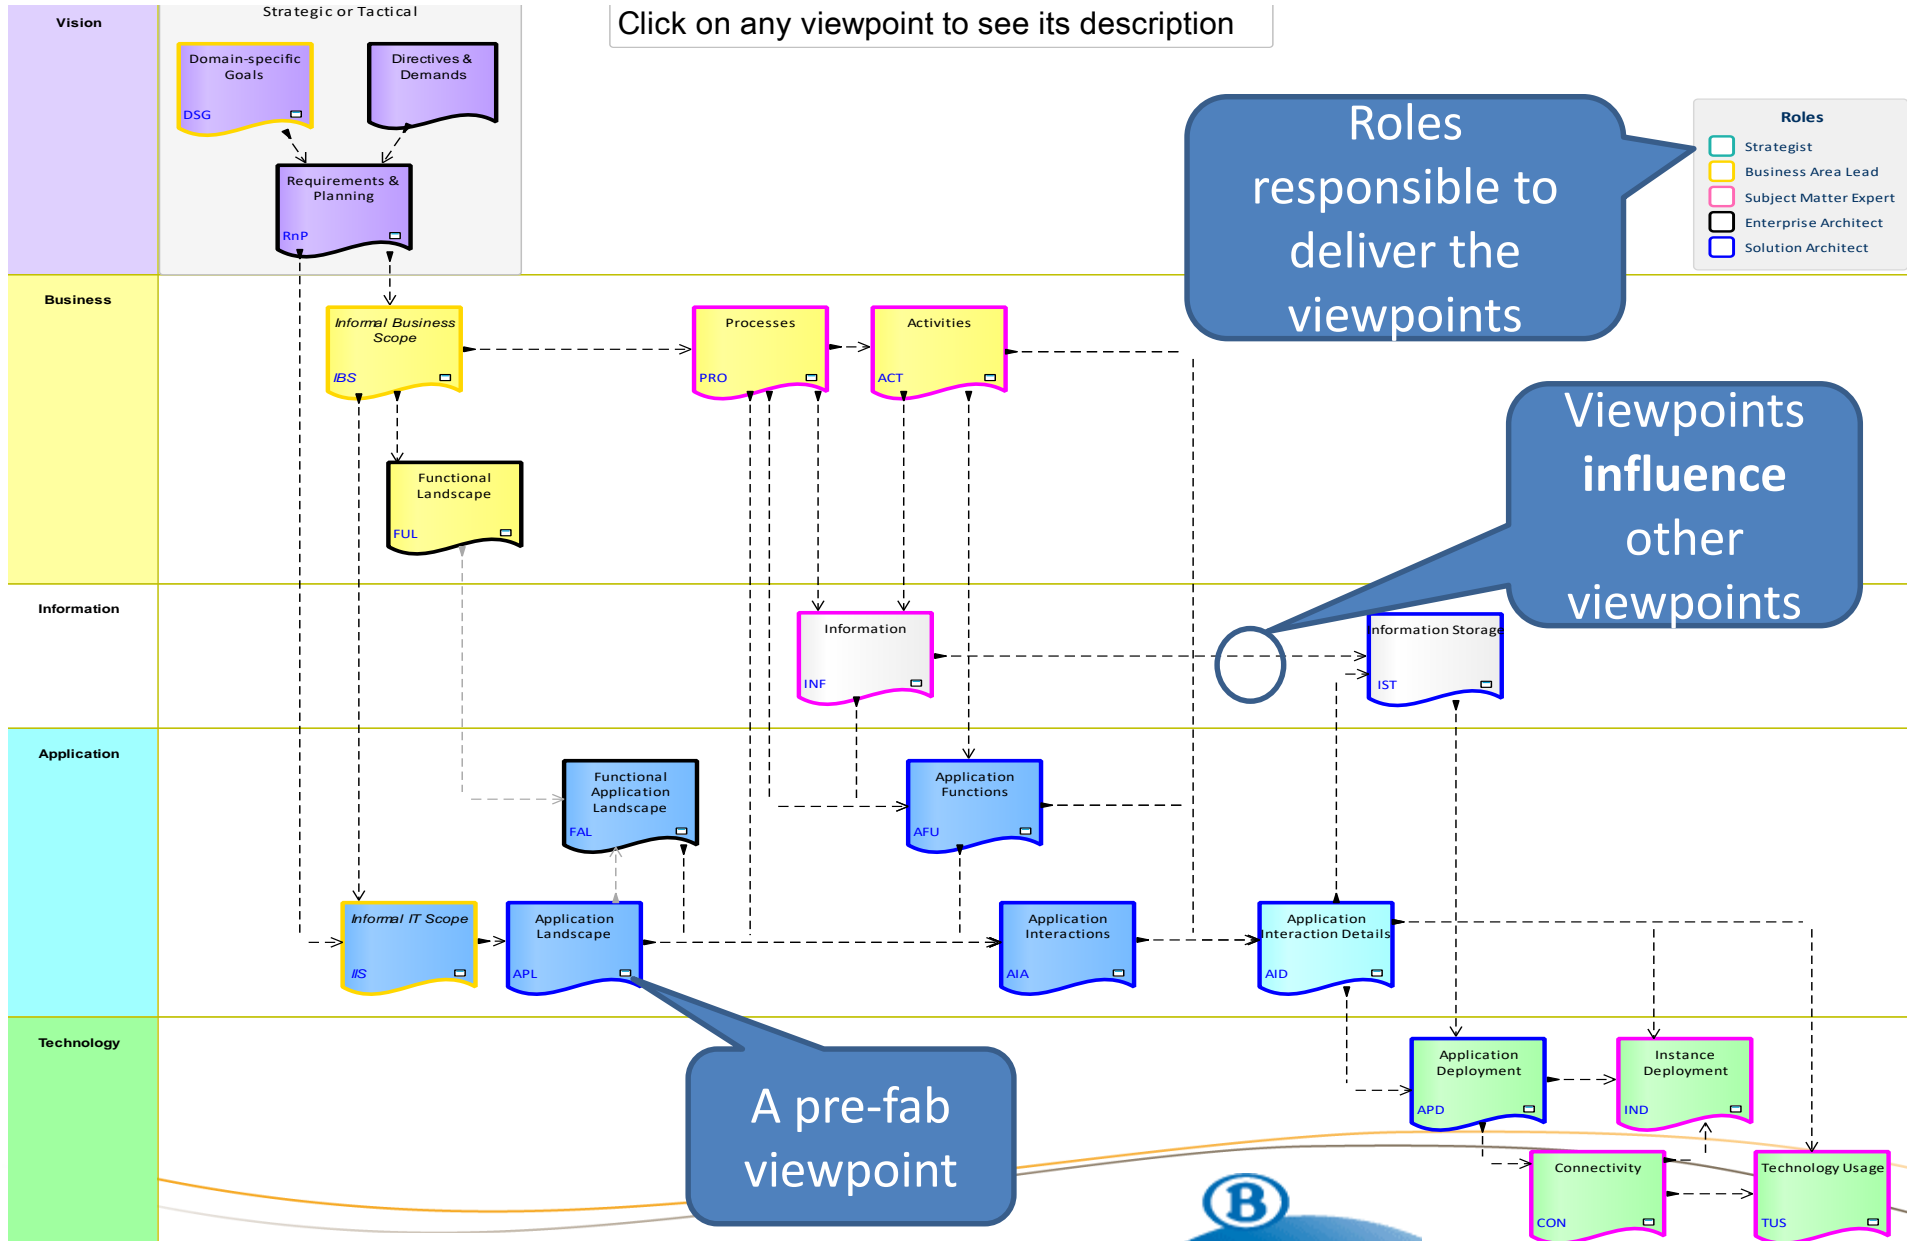 Vision
Strategic or Tactical
Click on any viewpoint to see its description
Domain-specific
Goals
DSG
Directives &
Demands
Requirements &
Planning
RnP
Roles
responsible to
deliver the
viewpoints
Roles
Strategist
Business Area Lead
Subject Matter Expert
Enterprise Architect
Solution Architect
Business
Informal Business
Scope
IBS
Processes
PRO
Activities
ACT
Functional
Landscape
FUL
Viewpoints
influence
other
viewpoints
Information
Information
INF
Information Storage
IST
Application
Functional
Application
Landscape
FAL
Application
Functions
AFU
Informal IT Scope
IIS
Application
Landscape
APL
Application
Interactions
AIA
Application
Interaction Details
AID
Technology
A pre-fab
viewpoint
Application
Deployment
APD
Instance
Deployment
IND
Connectivity
CON
Technology Usage
TUS
B